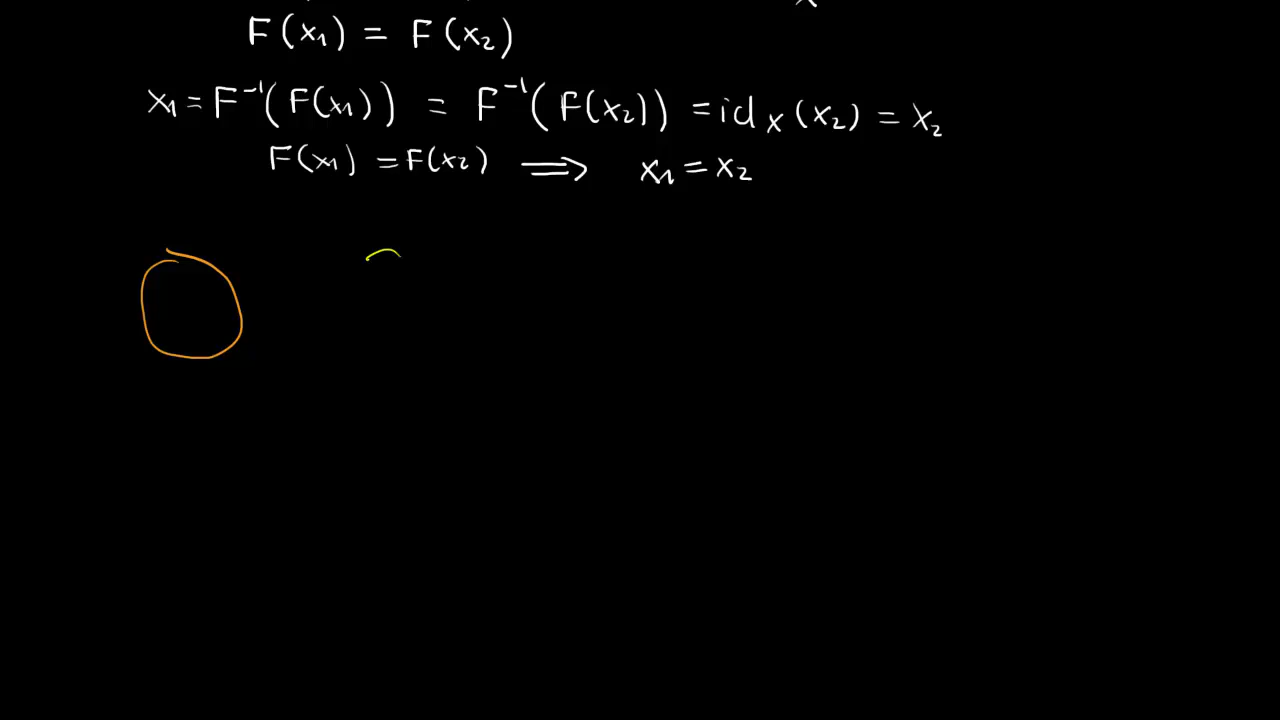 F(x₁) = F(x₂)
x₁ = F⁻¹(F(x₁)) = F⁻¹(F(x₂)) = id_X(x₂) = x₂
F(x₁) = F(x₂) ⟹ x₁ = x₂